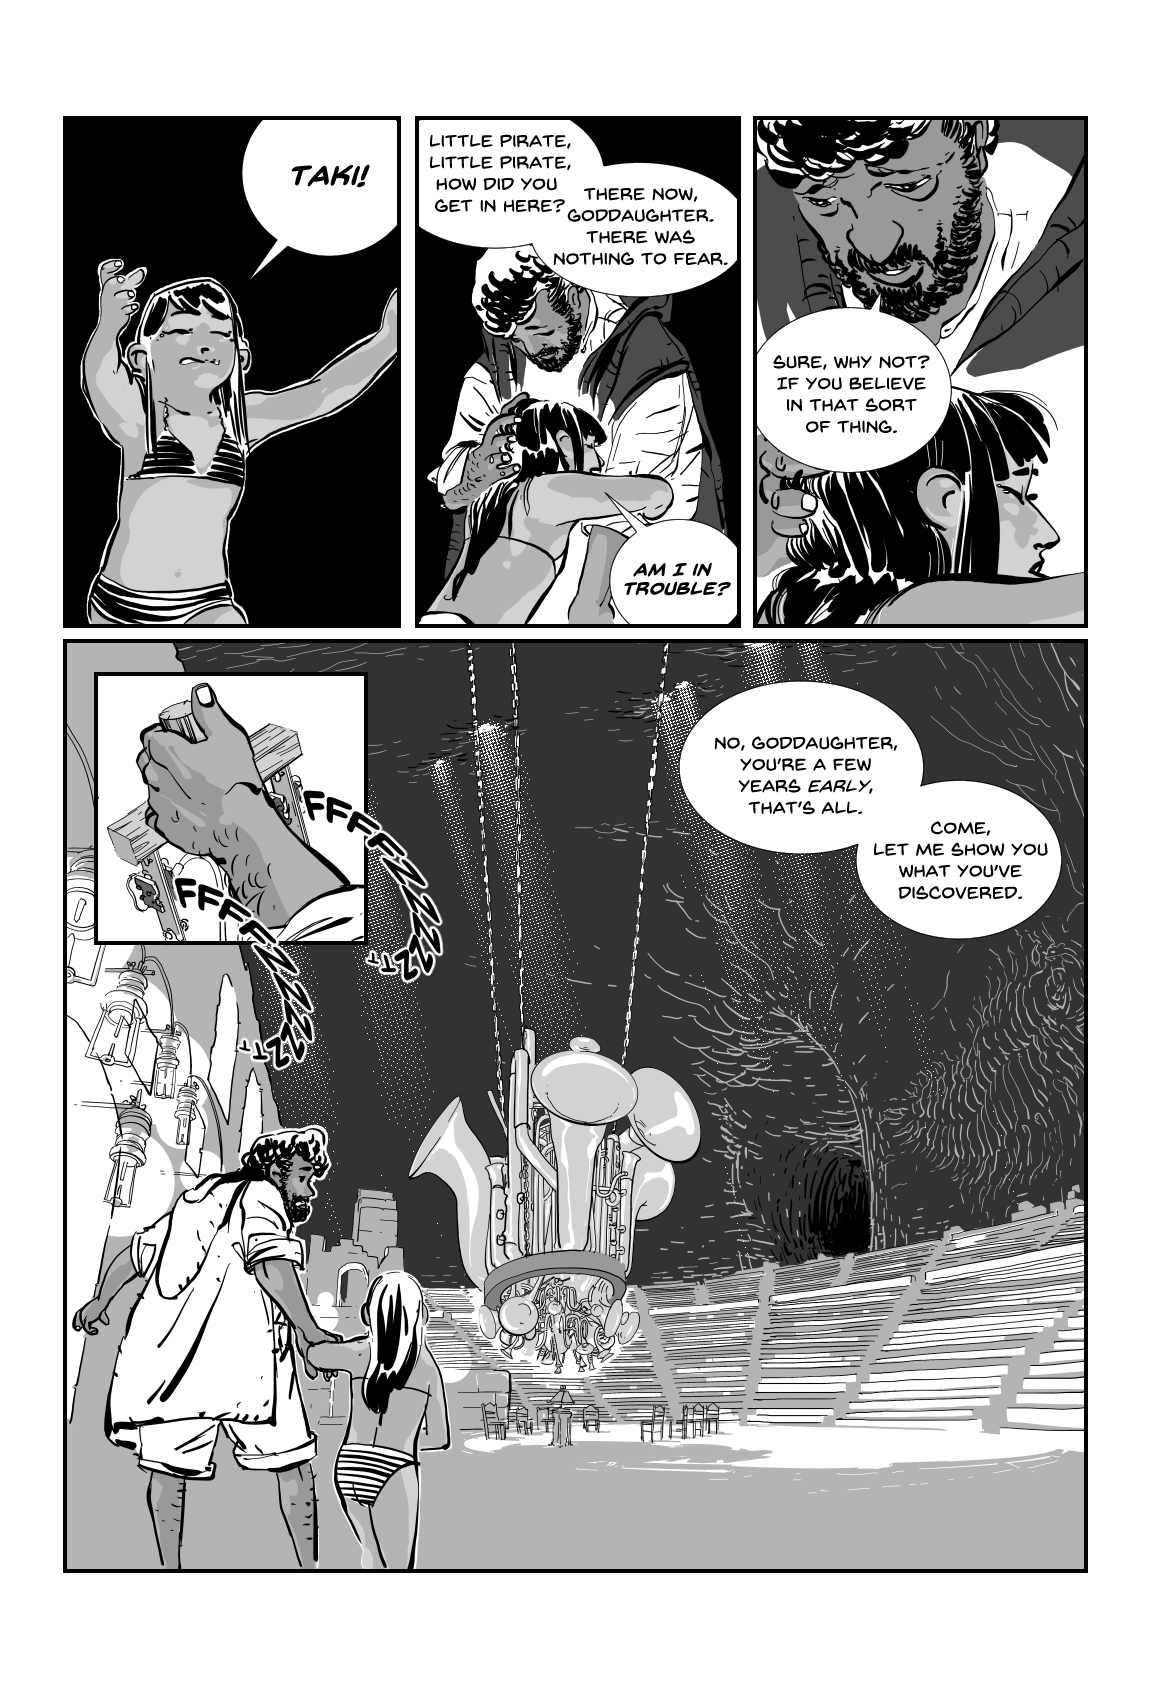 TAKI!
LITTLE PIRATE,
LITTLE PIRATE,
HOW DID YOU
GET IN HERE?
THERE NOW,
GODDAUGHTER.
THERE WAS
NOTHING TO FEAR.
AM I IN
TROUBLE?
SURE, WHY NOT?
IF YOU BELIEVE
IN THAT SORT
OF THING.
FFFFZZZZZZTT
FFFFZZZZZZTT
NO, GODDAUGHTER,
YOU'RE A FEW
YEARS EARLY,
THAT'S ALL.
COME,
LET ME SHOW YOU
WHAT YOU'VE
DISCOVERED.